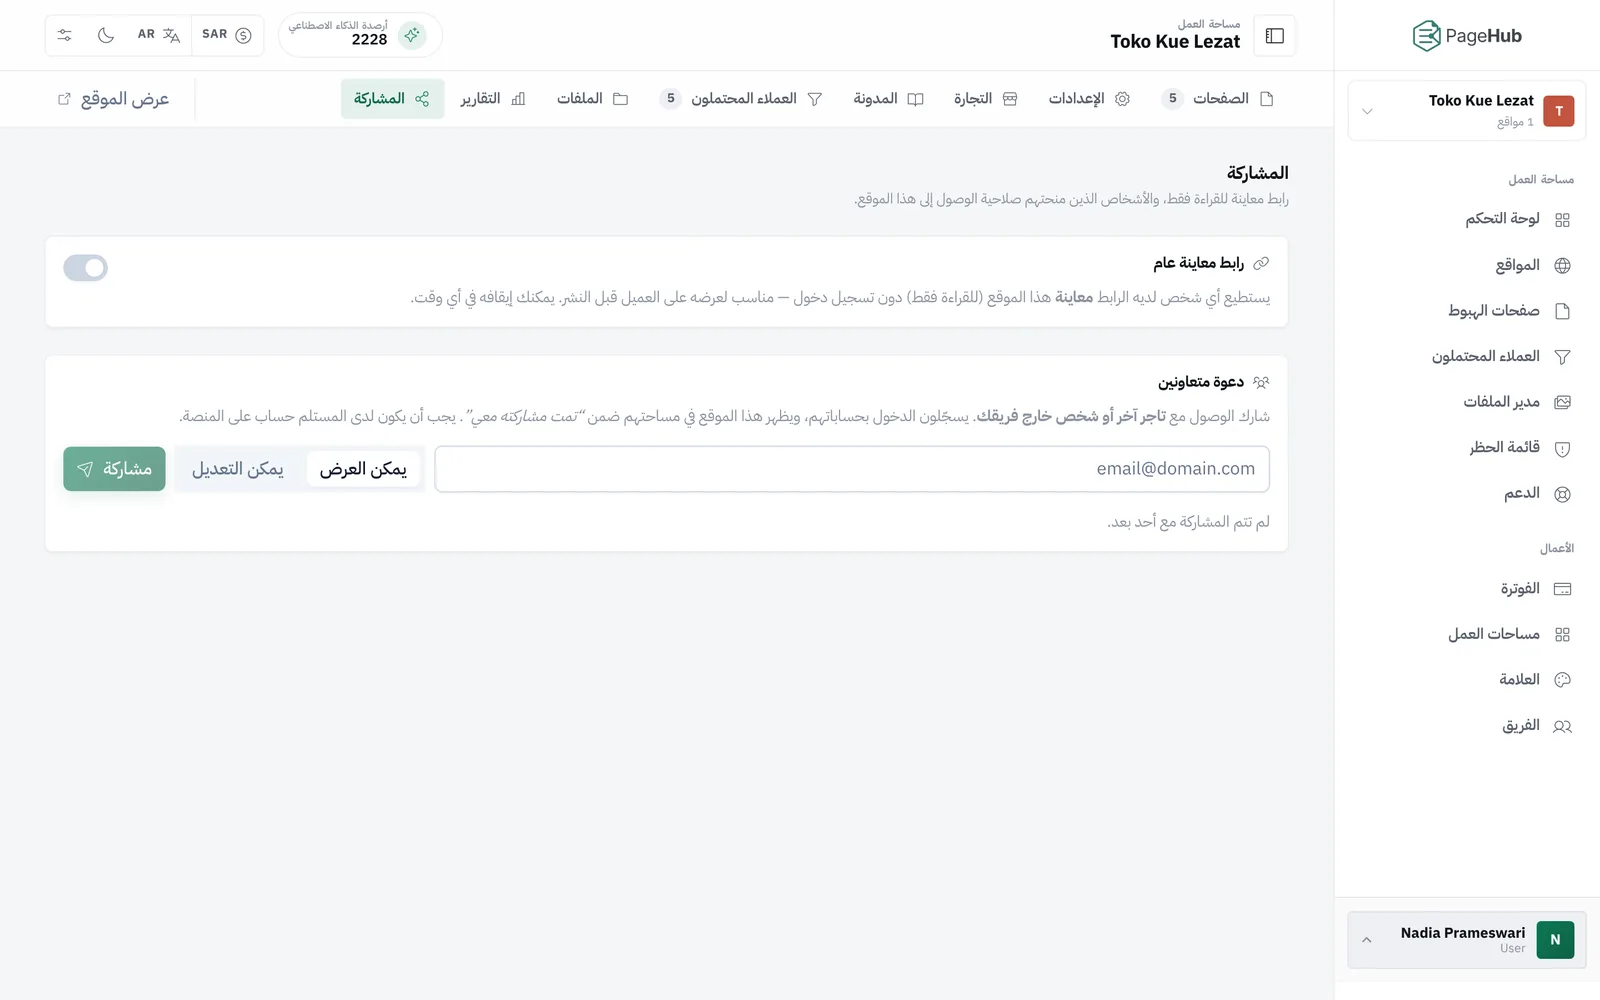 PageHub
مساحة العمل
Toko Kue Lezat
أرصدة الذكاء الاصطناعي
2228
SAR
AR
Toko Kue Lezat
1 مواقع
T
مساحة العمل
لوحة التحكم
المواقع
صفحات الهبوط
العملاء المحتملون
مدير الملفات
قائمة الحظر
الدعم
الأعمال
الفوترة
مساحات العمل
العلامة
الفريق
Nadia Prameswari
User
N
الصفحات 5
الإعدادات
التجارة
المدونة
العملاء المحتملون 5
الملفات
التقارير
المشاركة
عرض الموقع
المشاركة
رابط معاينة للقراءة فقط، والأشخاص الذين منحتهم صلاحية الوصول إلى هذا الموقع.
رابط معاينة عام
يستطيع أي شخص لديه الرابط معاينة هذا الموقع (للقراءة فقط) دون تسجيل دخول — مناسب لعرضه على العميل قبل النشر. يمكنك إيقافه في أي وقت.
دعوة متعاونين
شارك الوصول مع تاجر آخر أو شخص خارج فريقك. يسجّلون الدخول بحساباتهم، ويظهر هذا الموقع في مساحتهم ضمن “تمت مشاركته معي”. يجب أن يكون لدى المستلم حساب على المنصة.
email@domain.com
يمكن العرض
يمكن التعديل
مشاركة
لم تتم المشاركة مع أحد بعد.